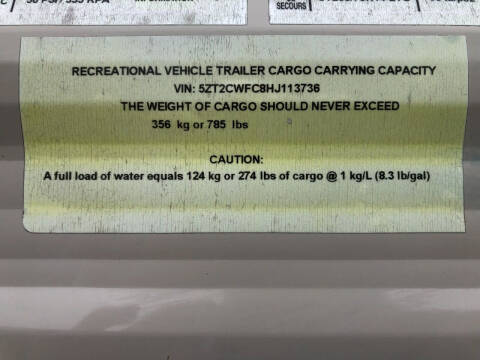 INFORMATION
SECOURS
RECREATIONAL VEHICLE TRAILER CARGO CARRYING CAPACITY
VIN: 5ZT2CWFC8HJ113736
THE WEIGHT OF CARGO SHOULD NEVER EXCEED
356 kg or 785 lbs
CAUTION:
A full load of water equals 124 kg or 274 lbs of cargo @ 1 kg/L (8.3 lb/gal)